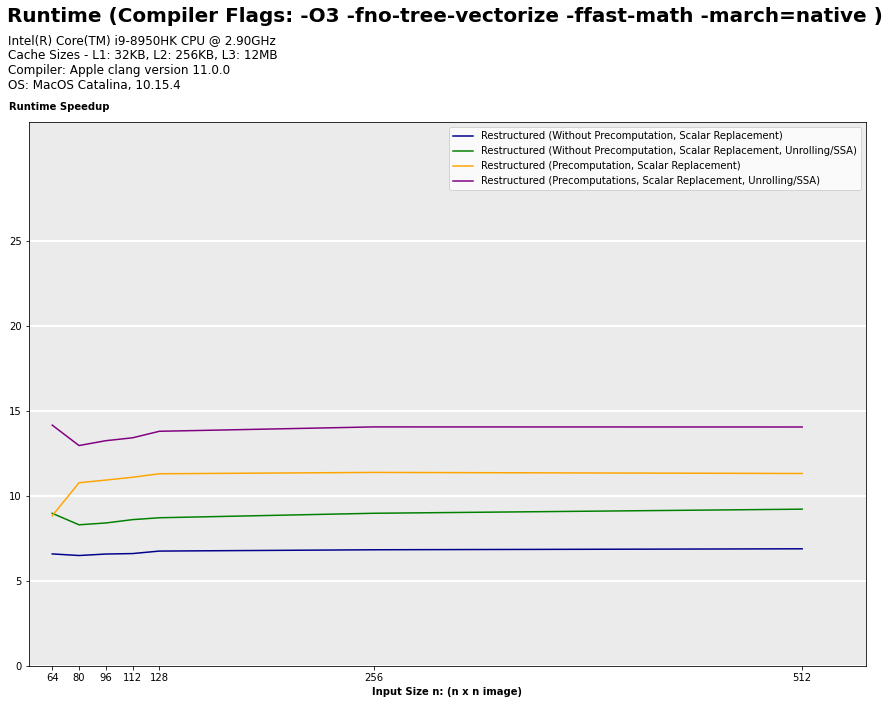 Runtime (Compiler Flags: -O3 -fno-tree-vectorize -ffast-math -march=native )
Intel(R) Core(TM) i9-8950HK CPU @ 2.90GHz
Cache Sizes - L1: 32KB, L2: 256KB, L3: 12MB
Compiler: Apple clang version 11.0.0
OS: MacOS Catalina, 10.15.4
Runtime Speedup
Restructured (Without Precomputation, Scalar Replacement)
Restructured (Without Precomputation, Scalar Replacement, Unrolling/SSA)
Restructured (Precomputation, Scalar Replacement)
Restructured (Precomputations, Scalar Replacement, Unrolling/SSA)
25
20
15
10
5
0
64 80 96 112 128 256 512
Input Size n: (n x n image)